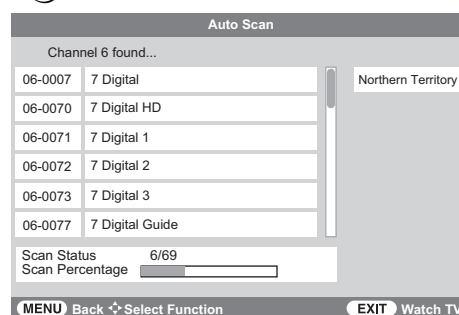 Auto Scan
Channel 6 found...
06-0007 7 Digital Northern Territory
06-0070 7 Digital HD
06-0071 7 Digital 1
06-0072 7 Digital 2
06-0073 7 Digital 3
06-0077 7 Digital Guide
Scan Status 6/69
Scan Percentage
MENU Back Select Function EXIT Watch TV